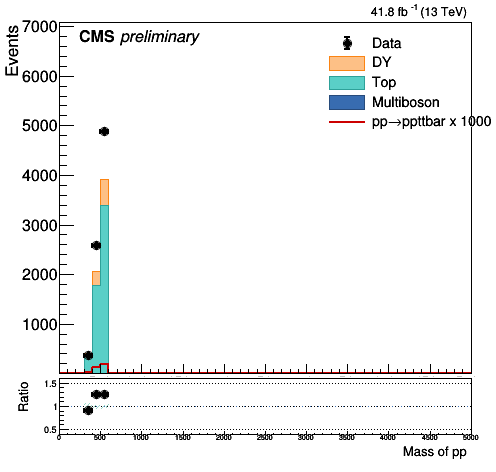 41.8 fb⁻¹ (13 TeV)
CMS preliminary
Events
7000
6000
5000
4000
3000
2000
1000
Data
DY
Top
Multiboson
pp→ppttbar x 1000
Ratio
1.5
1
0.5
0 500 1000 1500 2000 2500 3000 3500 4000 4500 5000
Mass of pp